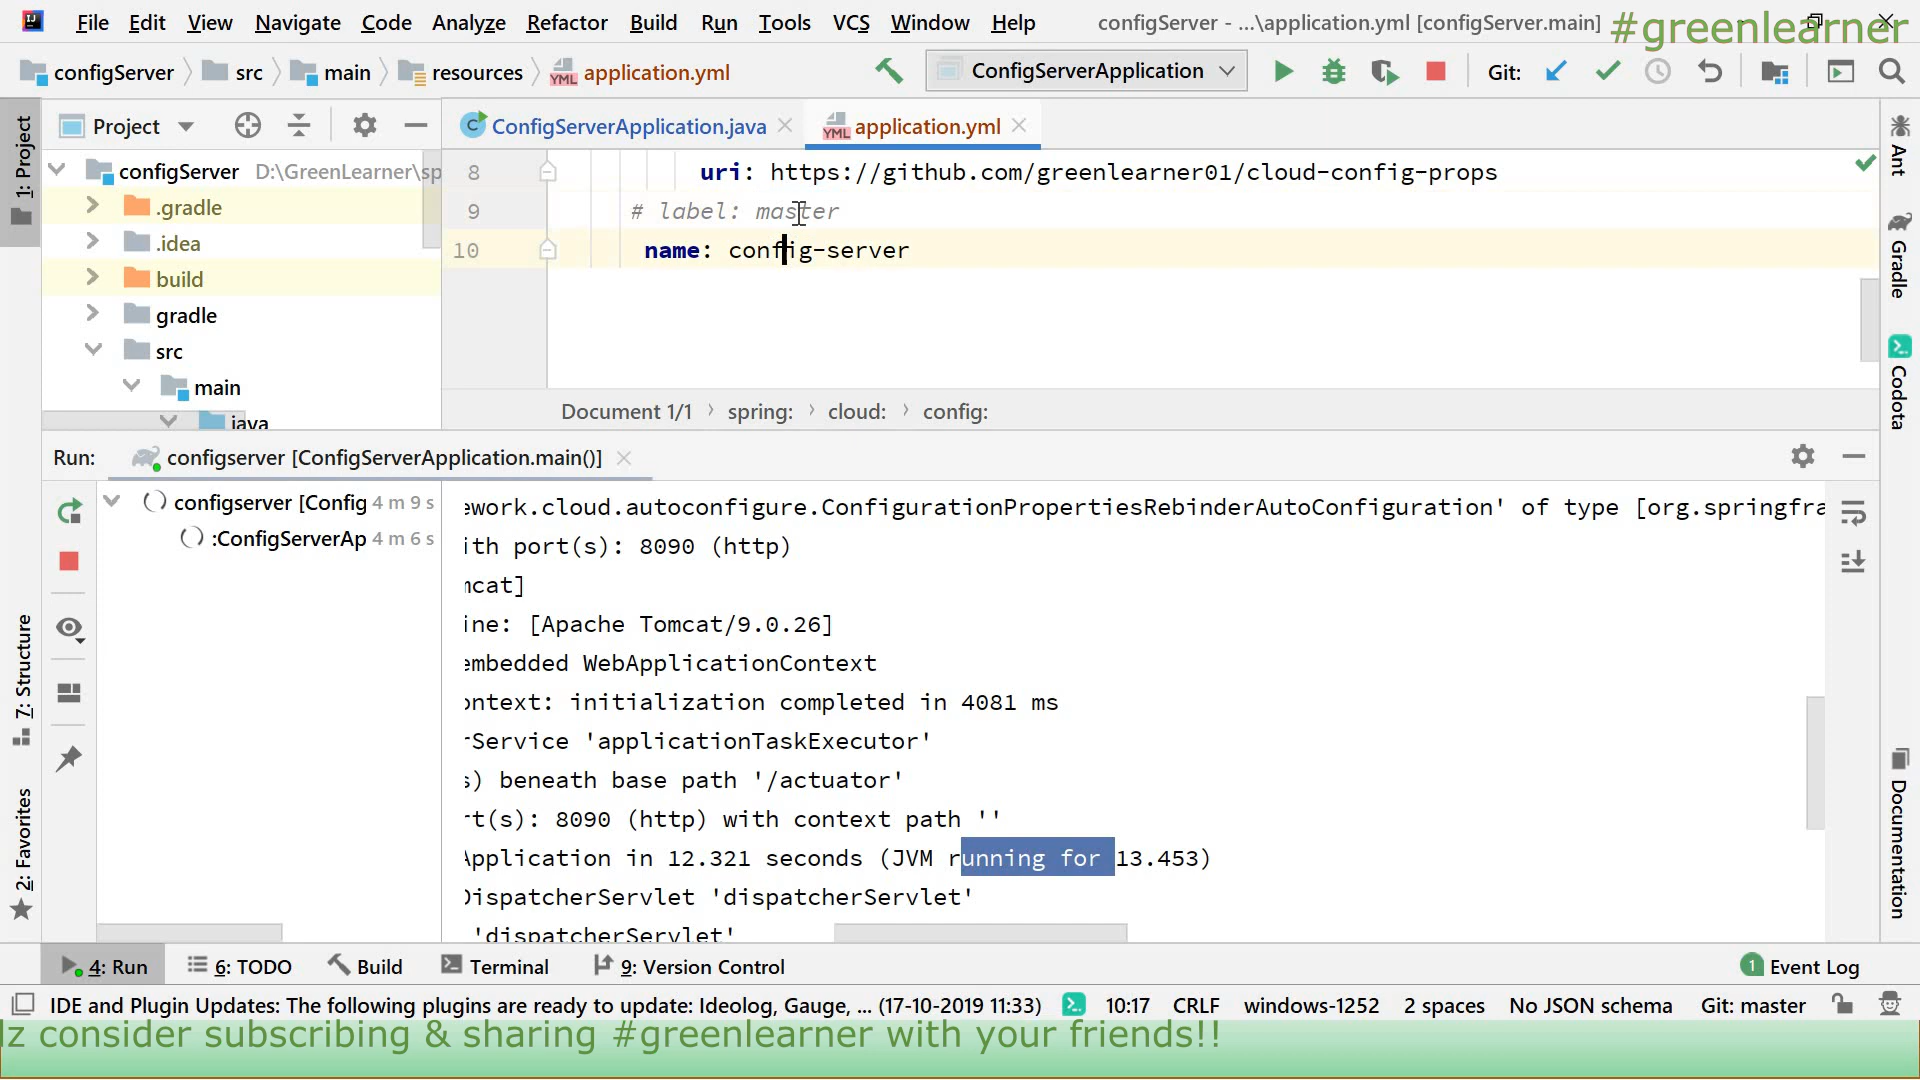 File Edit View Navigate Code Analyze Refactor Build Run Tools VCS Window Help configServer - ...\application.yml [configServer.main]
#greenlearner
configServer src main resources application.yml ConfigServerApplication Git:
1: Project
Project
ConfigServerApplication.java application.yml
configServer D:\GreenLearner\sp
.gradle
.idea
build
gradle
src
main
java
8 uri: https://github.com/greenlearner01/cloud-config-props
9 # label: master
10 name: config-server
Document 1/1 spring: cloud: config:
Ant
Gradle
Codota
Documentation
Run: configserver [ConfigServerApplication.main()]
configserver [Config 4 m 9 s
:ConfigServerAp 4 m 6 s
ework.cloud.autoconfigure.ConfigurationPropertiesRebinderAutoConfiguration' of type [org.springfra
ith port(s): 8090 (http)
mcat]
ine: [Apache Tomcat/9.0.26]
embedded WebApplicationContext
ontext: initialization completed in 4081 ms
rService 'applicationTaskExecutor'
s) beneath base path '/actuator'
rt(s): 8090 (http) with context path ''
Application in 12.321 seconds (JVM running for 13.453)
DispatcherServlet 'dispatcherServlet'
'dispatcherServlet'
7: Structure
2: Favorites
4: Run 6: TODO Build Terminal 9: Version Control 1 Event Log
IDE and Plugin Updates: The following plugins are ready to update: Ideolog, Gauge, ... (17-10-2019 11:33) 10:17 CRLF windows-1252 2 spaces No JSON schema Git: master
lz consider subscribing & sharing #greenlearner with your friends!!